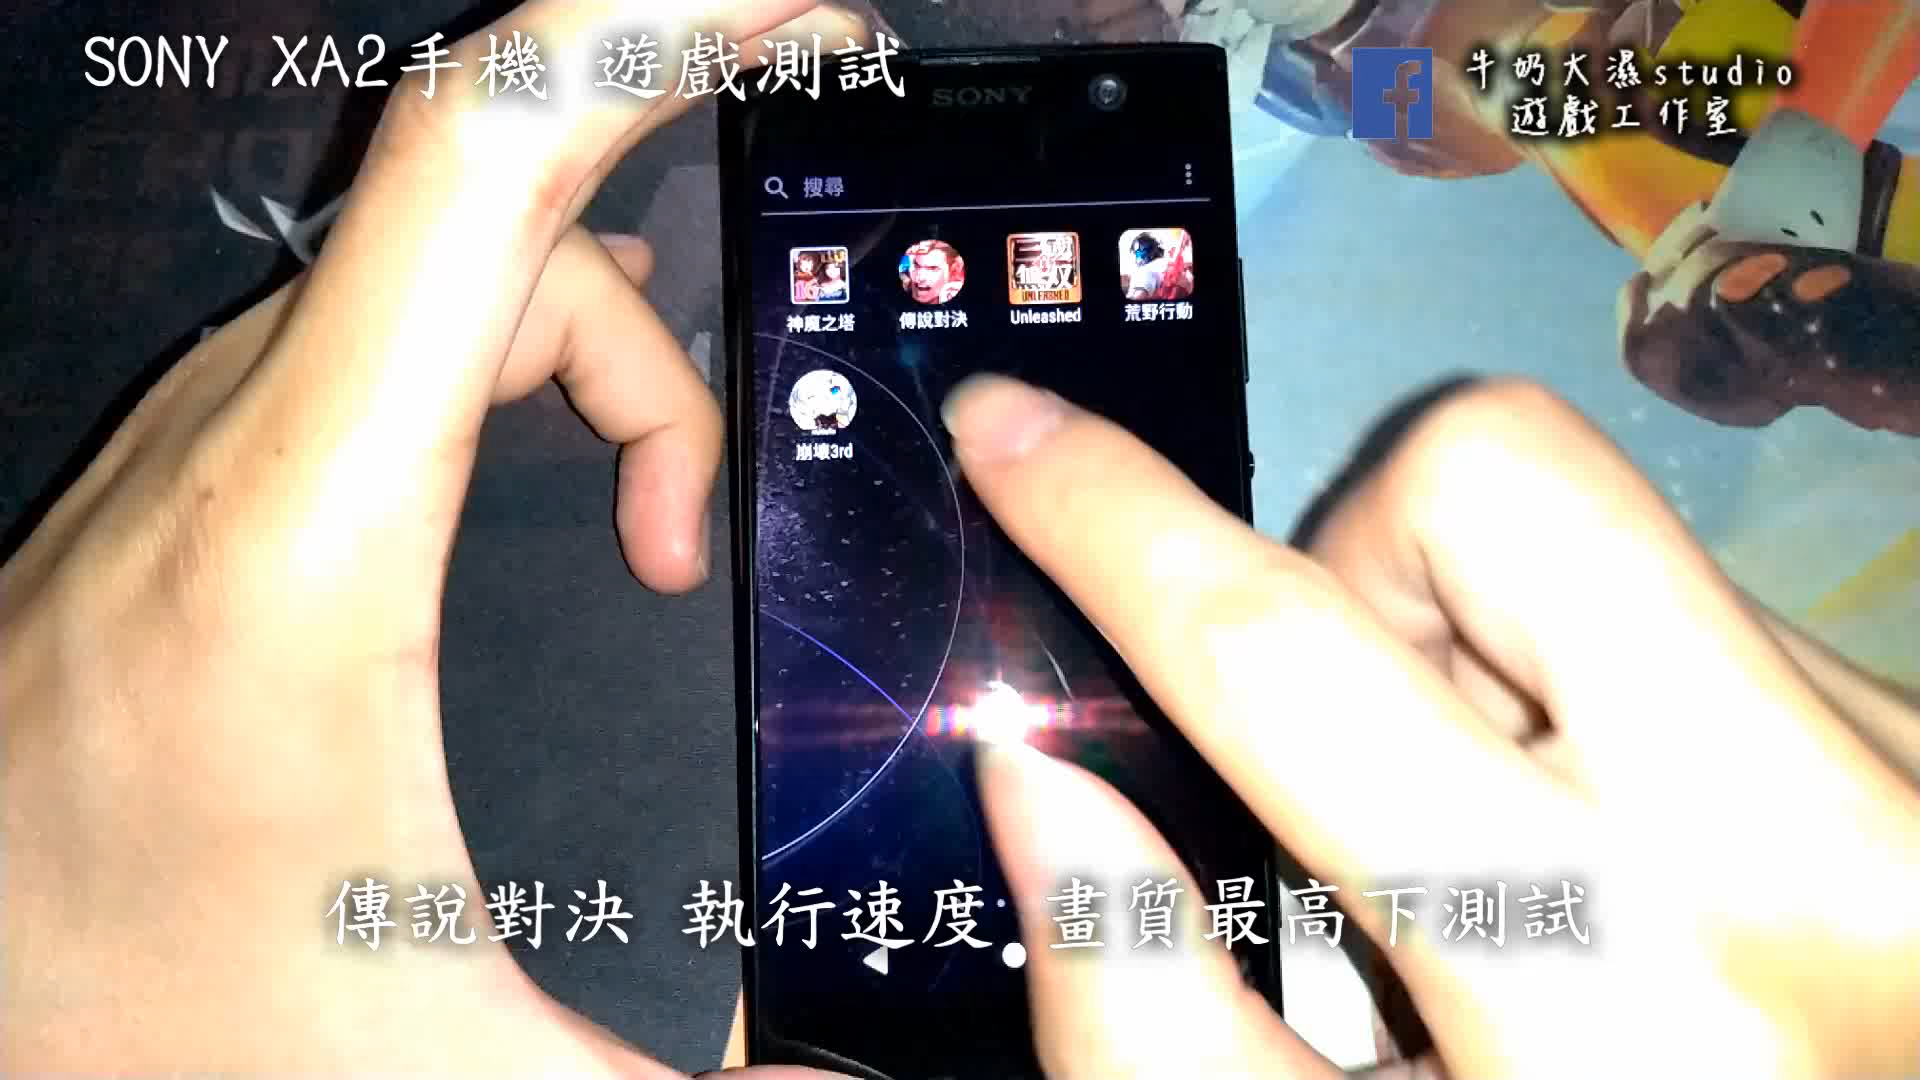 SONY XA2手機 遊戲測試
牛奶大濕studio
遊戲工作室
SONY
搜尋
神魔之塔
傳說對決
Unleashed
荒野行動
崩壞3rd
傳說對決 執行速度 畫質最高下測試